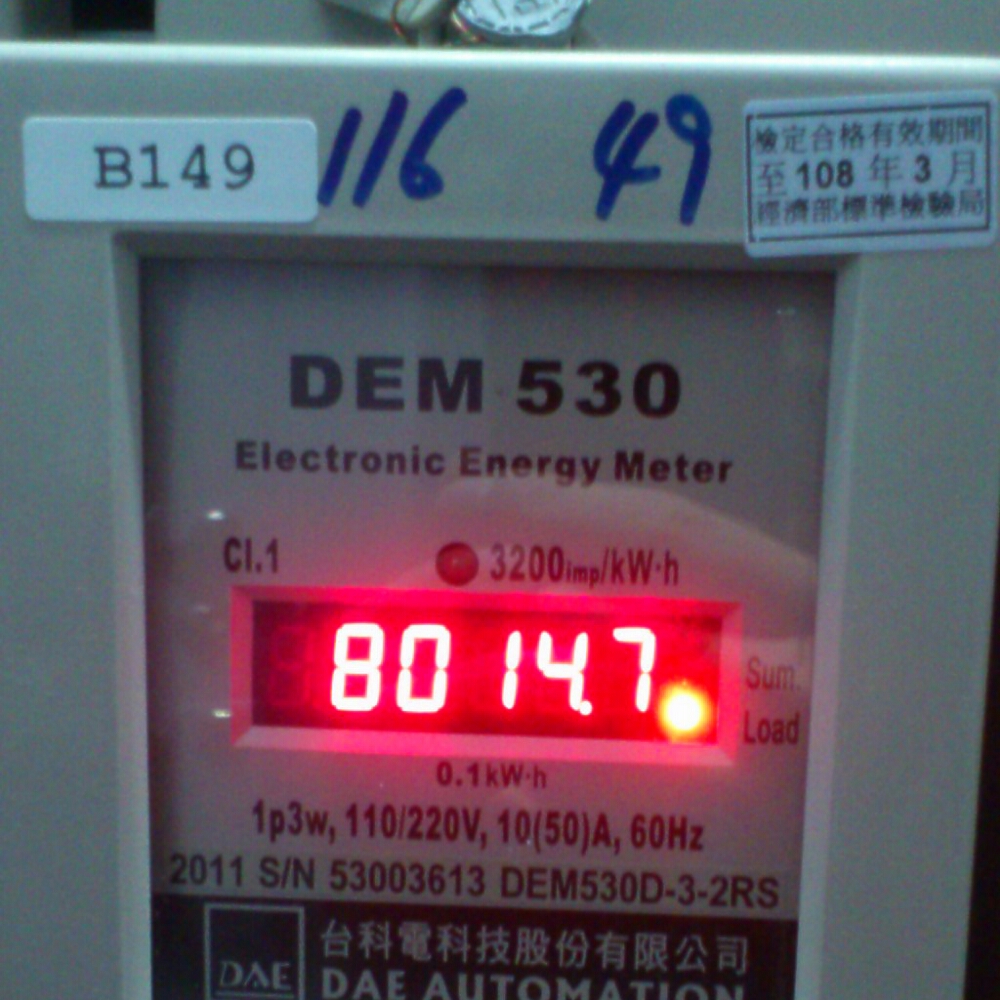 B149
116 49
檢定合格有效期間
至 108 年 3 月
經濟部標準檢驗局
DEM 530
Electronic Energy Meter
Cl.1
3200imp/kW·h
8014.7
Sum.
Load
0.1kW·h
1p3w, 110/220V, 10(50)A, 60Hz
2011 S/N 53003613 DEM530D-3-2RS
DAE
台科電科技股份有限公司
DAE AUTOMATION